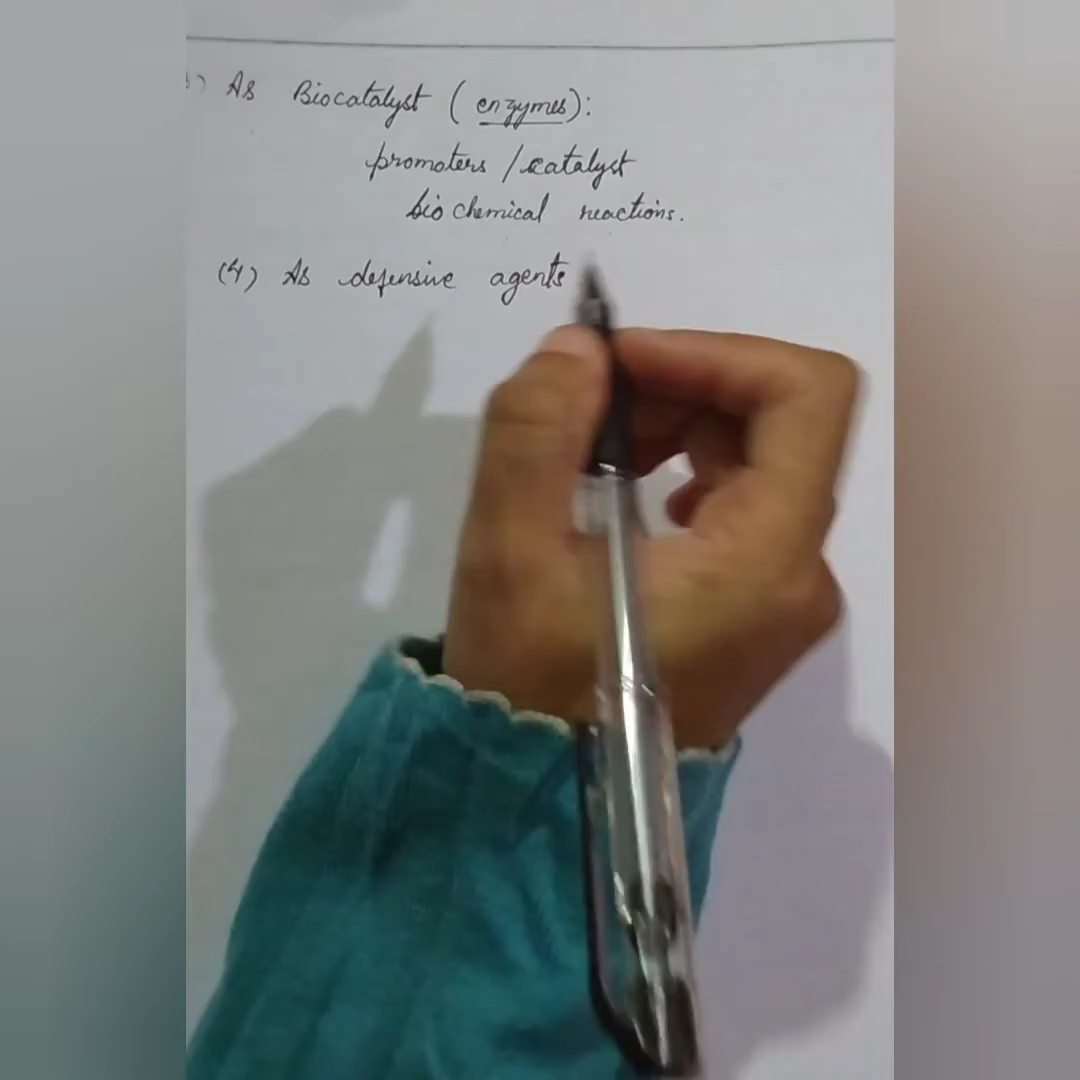 ) As Biocatalyst (enzymes):
promoters / catalyst
bio chemical reactions.
(4) As defensive agents